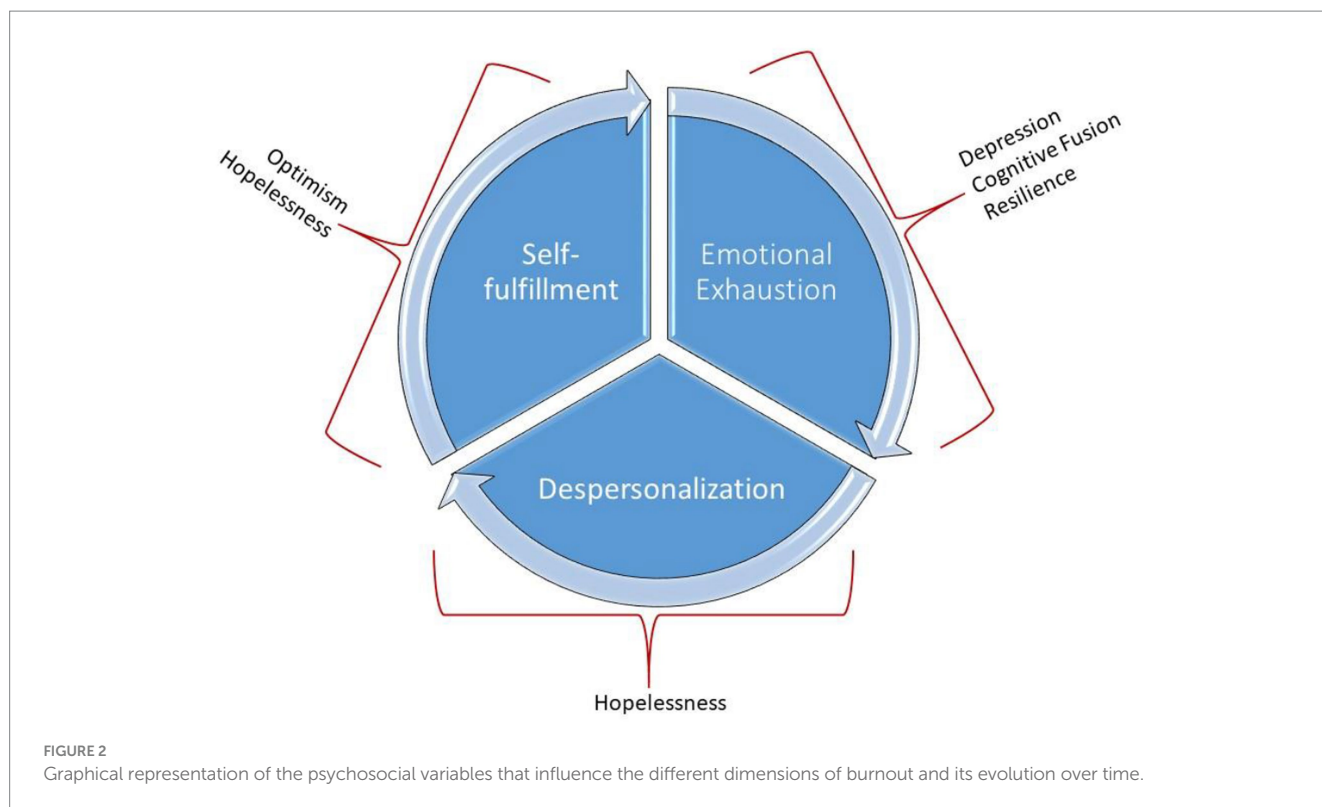 Optimism
Hopelessness
Depression
Cognitive Fusion
Resilience
Self-
fulfillment
Emotional
Exhaustion
Despersonalization
Hopelessness
FIGURE 2
Graphical representation of the psychosocial variables that influence the different dimensions of burnout and its evolution over time.